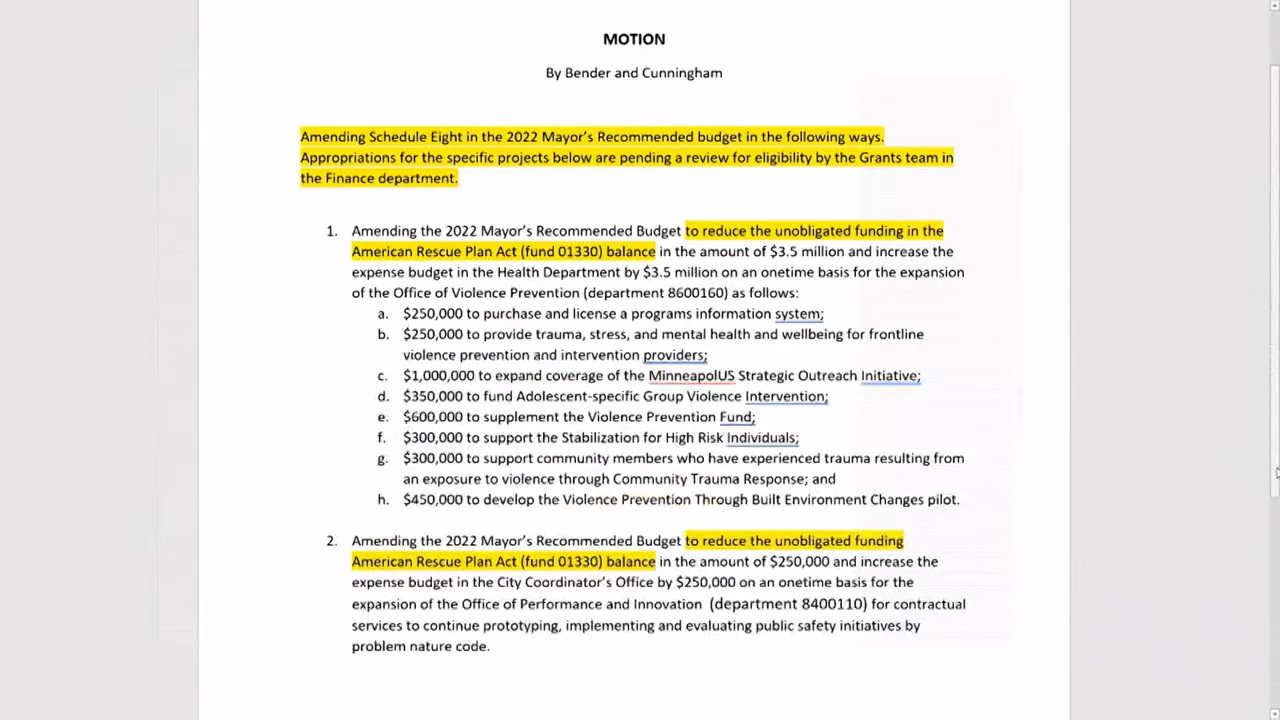 MOTION
By Bender and Cunningham
Amending Schedule Eight in the 2022 Mayor's Recommended budget in the following ways.
Appropriations for the specific projects below are pending a review for eligibility by the Grants team in
the Finance department.
1. Amending the 2022 Mayor's Recommended Budget to reduce the unobligated funding in the
American Rescue Plan Act (fund 01330) balance in the amount of $3.5 million and increase the
expense budget in the Health Department by $3.5 million on an onetime basis for the expansion
of the Office of Violence Prevention (department 8600160) as follows:
a. $250,000 to purchase and license a programs information system;
b. $250,000 to provide trauma, stress, and mental health and wellbeing for frontline
violence prevention and intervention providers;
c. $1,000,000 to expand coverage of the MinneapolUS Strategic Outreach Initiative;
d. $350,000 to fund Adolescent-specific Group Violence Intervention;
e. $600,000 to supplement the Violence Prevention Fund;
f. $300,000 to support the Stabilization for High Risk Individuals;
g. $300,000 to support community members who have experienced trauma resulting from
an exposure to violence through Community Trauma Response; and
h. $450,000 to develop the Violence Prevention Through Built Environment Changes pilot.
2. Amending the 2022 Mayor's Recommended Budget to reduce the unobligated funding
American Rescue Plan Act (fund 01330) balance in the amount of $250,000 and increase the
expense budget in the City Coordinator's Office by $250,000 on an onetime basis for the
expansion of the Office of Performance and Innovation (department 8400110) for contractual
services to continue prototyping, implementing and evaluating public safety initiatives by
problem nature code.